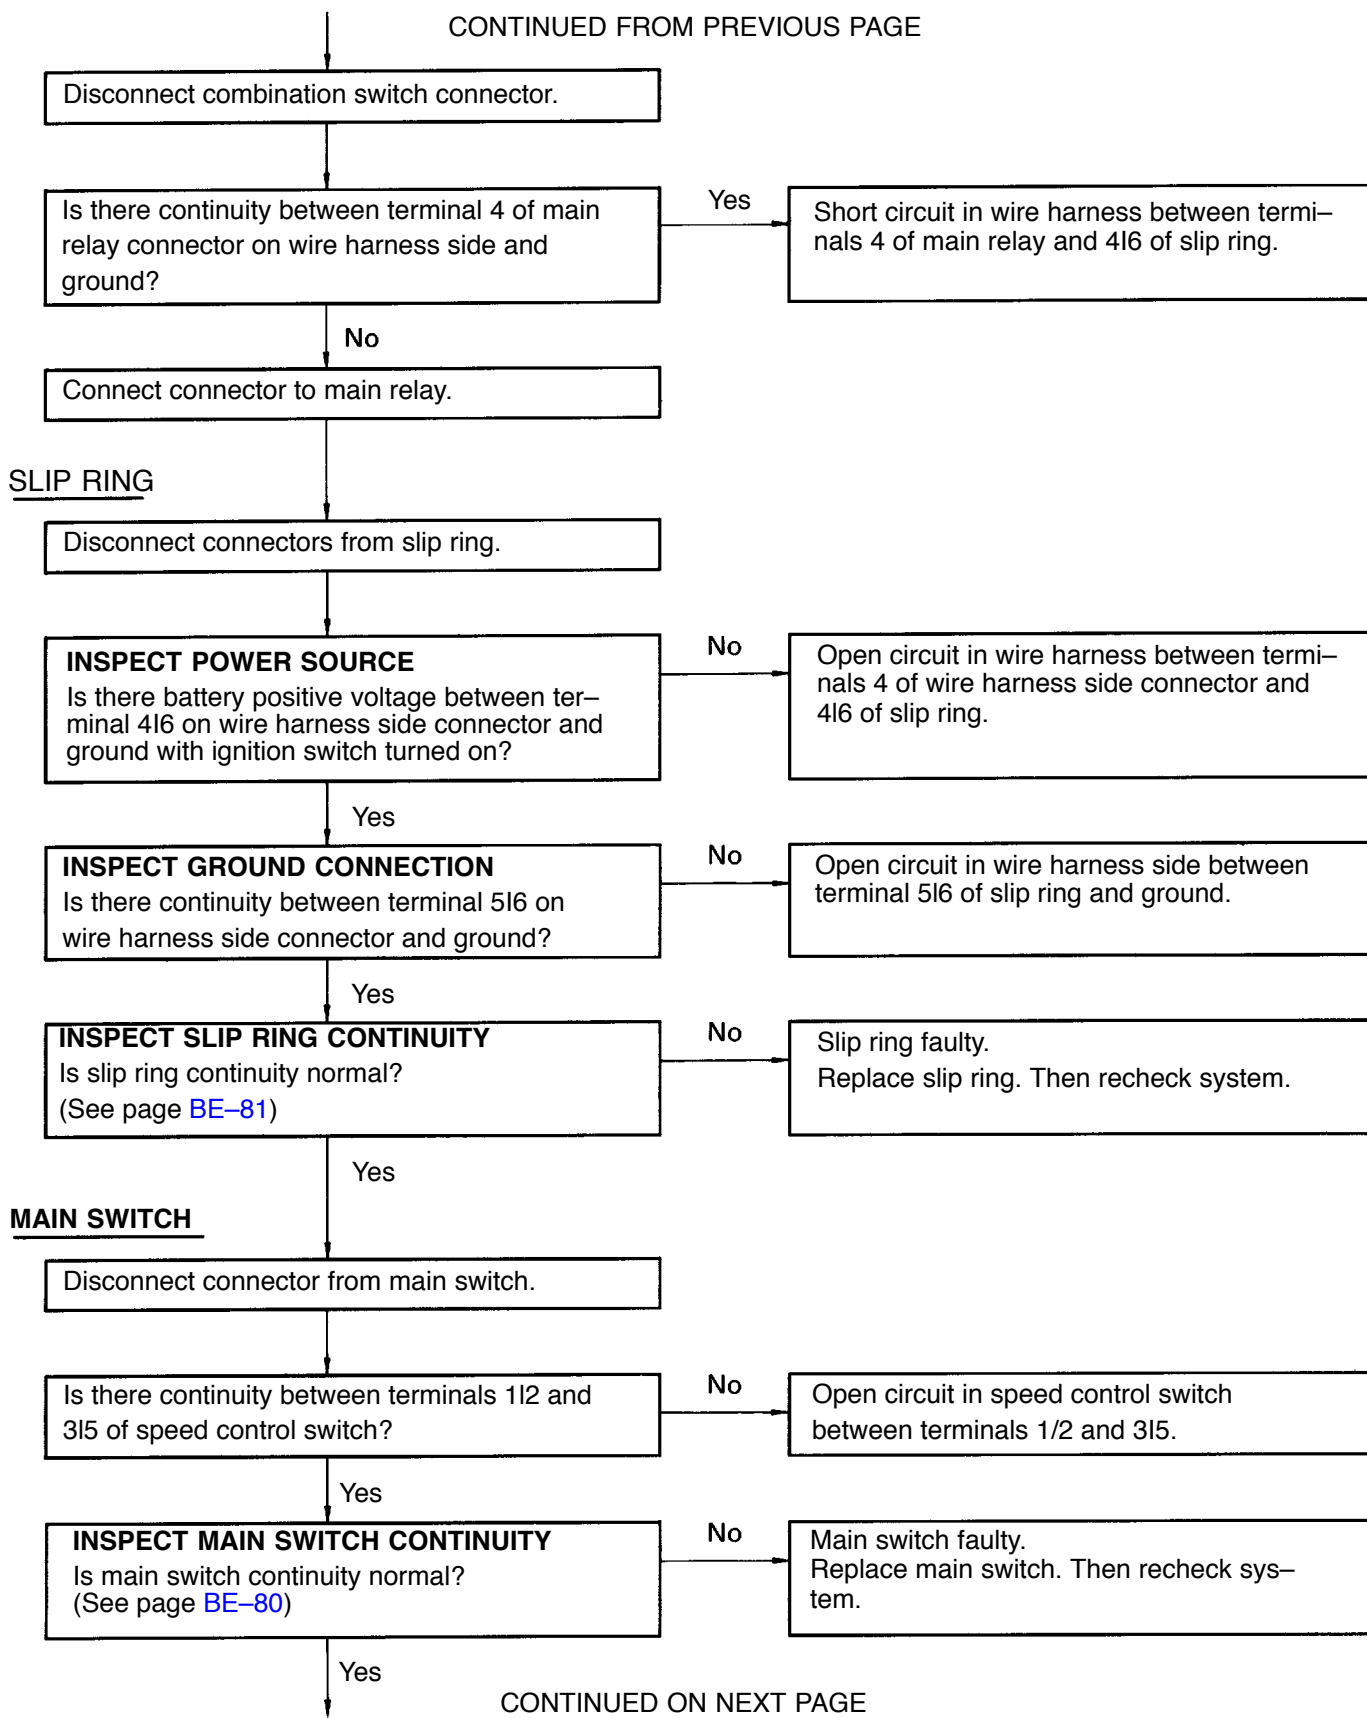 CONTINUED FROM PREVIOUS PAGE
Disconnect combination switch connector.
Is there continuity between terminal 4 of main
relay connector on wire harness side and
ground?
Yes
Short circuit in wire harness between termi–
nals 4 of main relay and 4I6 of slip ring.
No
Connect connector to main relay.
SLIP RING
Disconnect connectors from slip ring.
INSPECT POWER SOURCE
Is there battery positive voltage between ter–
minal 4I6 on wire harness side connector and
ground with ignition switch turned on?
No
Open circuit in wire harness between termi–
nals 4 of wire harness side connector and
4I6 of slip ring.
Yes
INSPECT GROUND CONNECTION
Is there continuity between terminal 5I6 on
wire harness side connector and ground?
No
Open circuit in wire harness side between
terminal 5I6 of slip ring and ground.
Yes
INSPECT SLIP RING CONTINUITY
Is slip ring continuity normal?
(See page BE–81)
No
Slip ring faulty.
Replace slip ring. Then recheck system.
Yes
MAIN SWITCH
Disconnect connector from main switch.
Is there continuity between terminals 1I2 and
3I5 of speed control switch?
No
Open circuit in speed control switch
between terminals 1/2 and 3I5.
Yes
INSPECT MAIN SWITCH CONTINUITY
Is main switch continuity normal?
(See page BE–80)
No
Main switch faulty.
Replace main switch. Then recheck sys–
tem.
Yes
CONTINUED ON NEXT PAGE